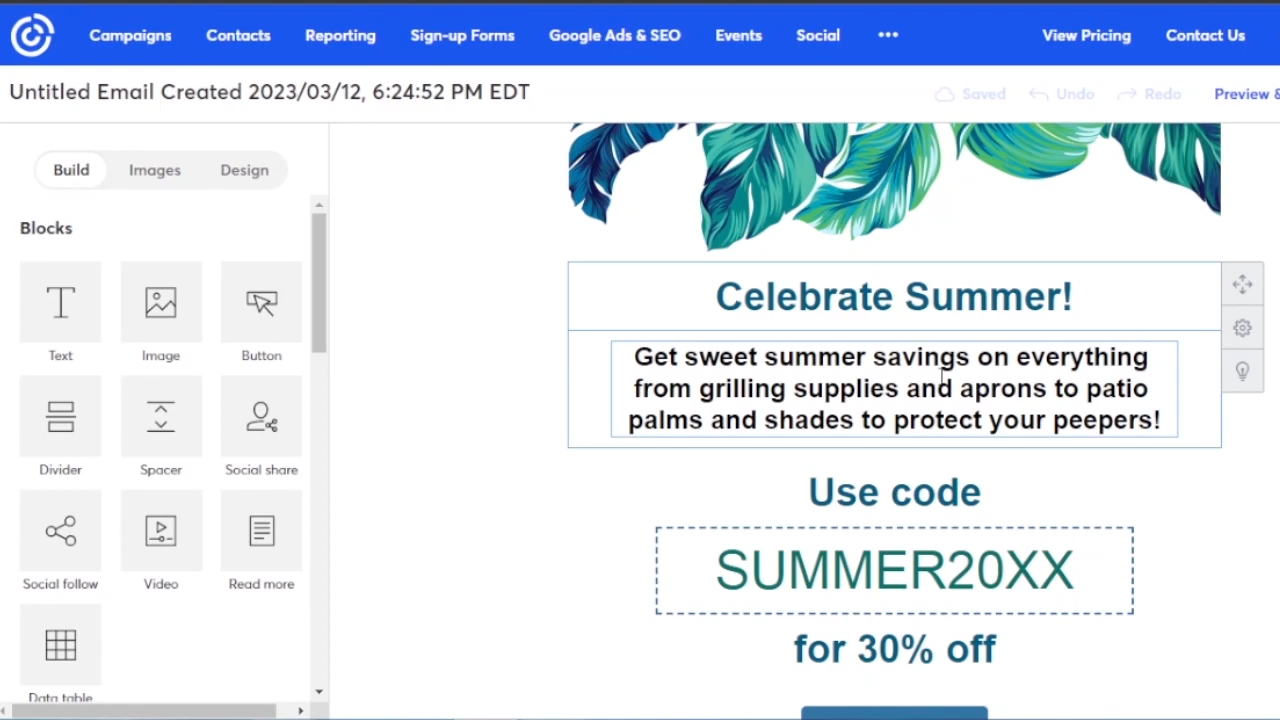 Campaigns Contacts Reporting Sign-up Forms Google Ads & SEO Events Social ••• View Pricing Contact Us
Untitled Email Created 2023/03/12, 6:24:52 PM EDT
Saved Undo Redo Preview &
Build Images Design
Blocks
Text Image Button
Divider Spacer Social share
Social follow Video Read more
Data table
Celebrate Summer!
Get sweet summer savings on everything
from grilling supplies and aprons to patio
palms and shades to protect your peepers!
Use code
SUMMER20XX
for 30% off